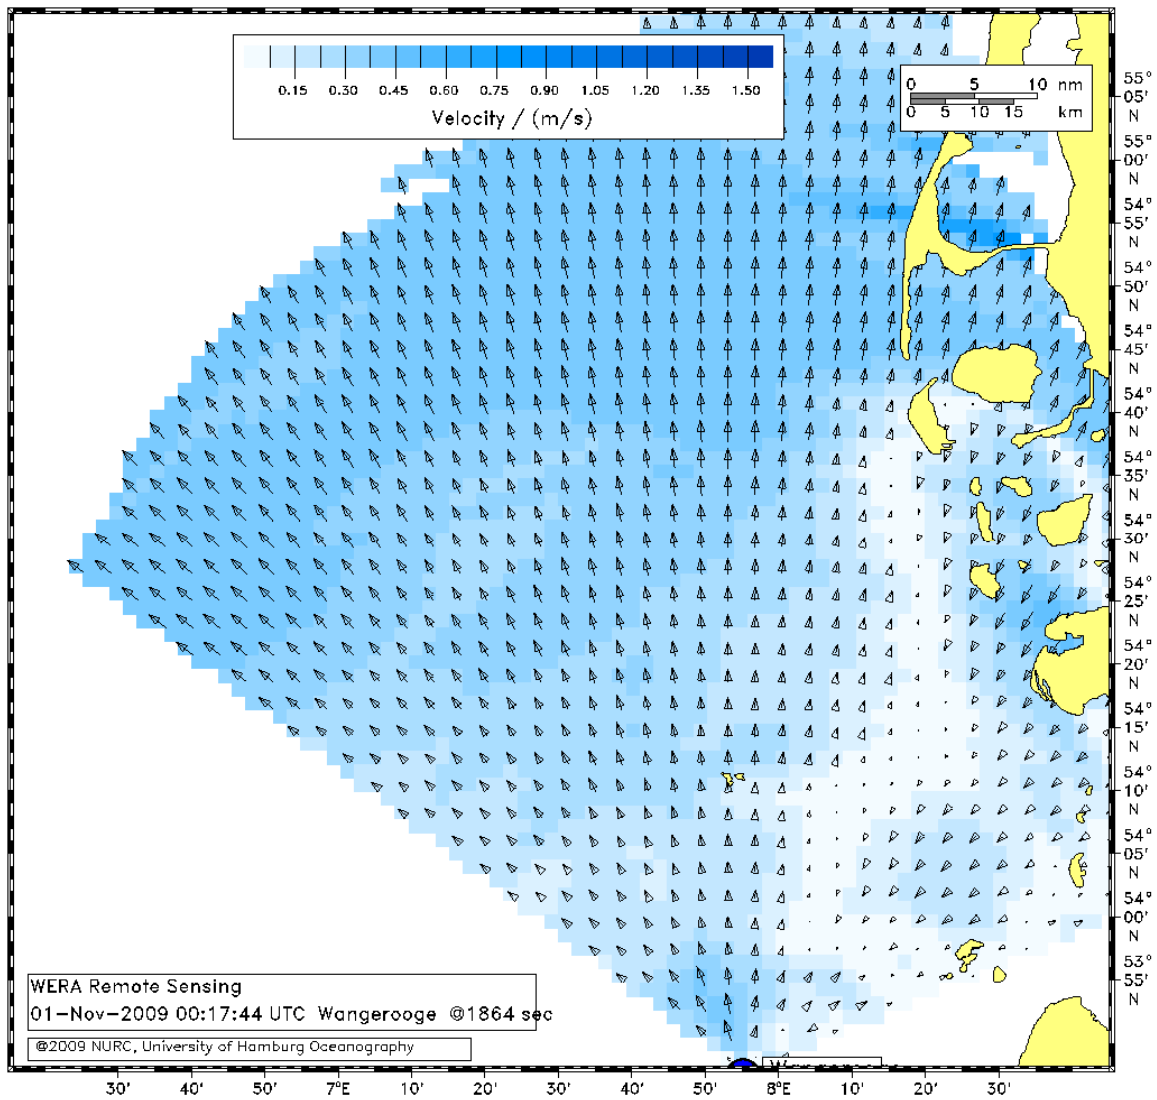 0.15 0.30 0.45 0.60 0.75 0.90 1.05 1.20 1.35 1.50
Velocity / (m/s)
0 5 10 nm
0 5 10 15 km
55° 05' N
55° 00' N
54° 55' N
54° 50' N
54° 45' N
54° 40' N
54° 35' N
54° 30' N
54° 25' N
54° 20' N
54° 15' N
54° 10' N
54° 05' N
54° 00' N
53° 55' N
WERA Remote Sensing
01-Nov-2009 00:17:44 UTC Wangerooge @1864 sec
@2009 NURC, University of Hamburg Oceanography
30' 40' 50' 7°E 10' 20' 30' 40' 50' 8°E 10' 20' 30'